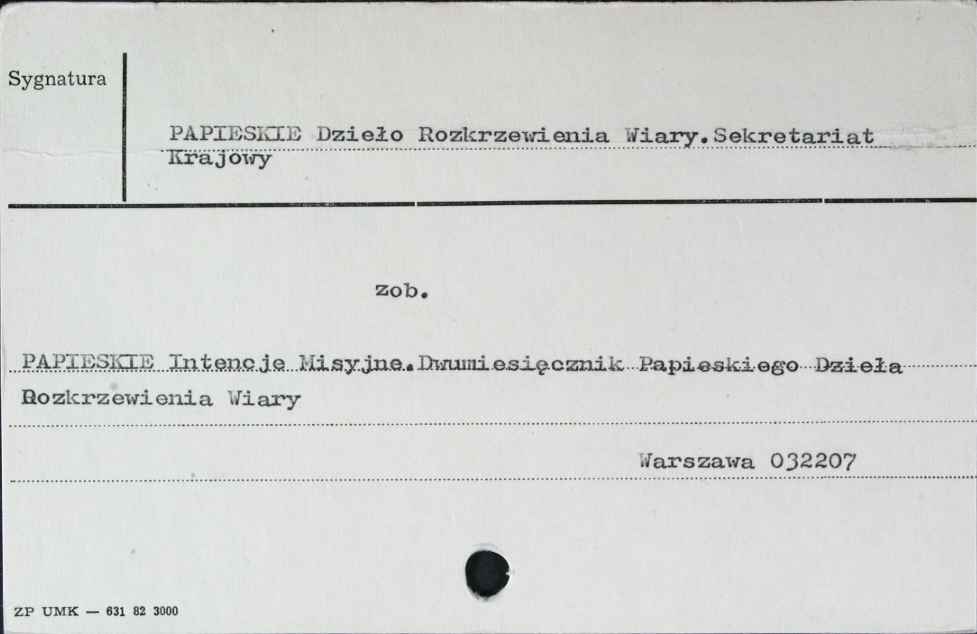 Sygnatura
PAPIESKIE Dzieło Rozkrzewienia Wiary.Sekretariat
Krajowy
zob.
PAPIESKIE Intencje Misyjne.Dwumiesięcznik Papieskiego Dzieła
Rozkrzewienia Wiary
Warszawa 032207
ZP UMK — 631 82 3000